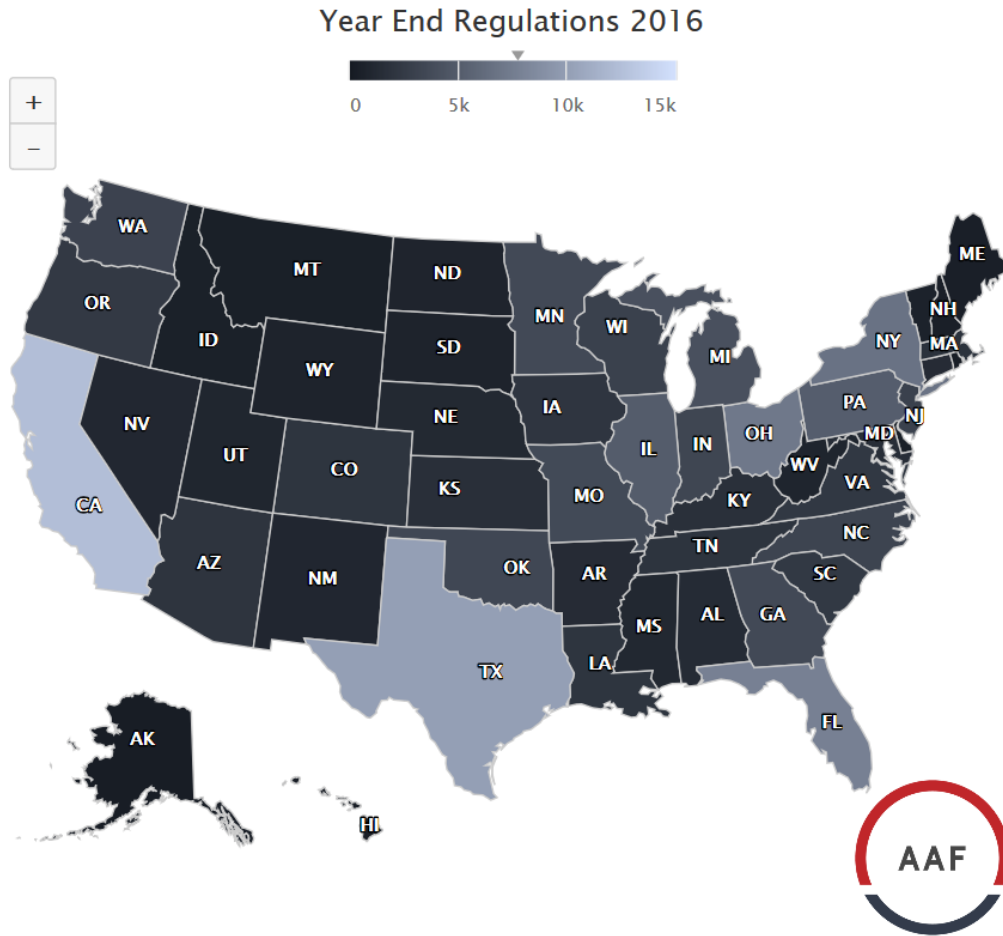 Year End Regulations 2016
0 5k 10k 15k
+
−
WA
MT
ND
ME
OR
ID
SD
MN
WI
MI
NY
NH
MA
WY
NV
UT
CO
NE
IA
IL
IN
OH
PA
NJ
MD
WV
VA
CA
KS
MO
KY
AZ
NM
OK
AR
TN
NC
SC
MS
AL
GA
TX
LA
FL
AK
HI
AAF